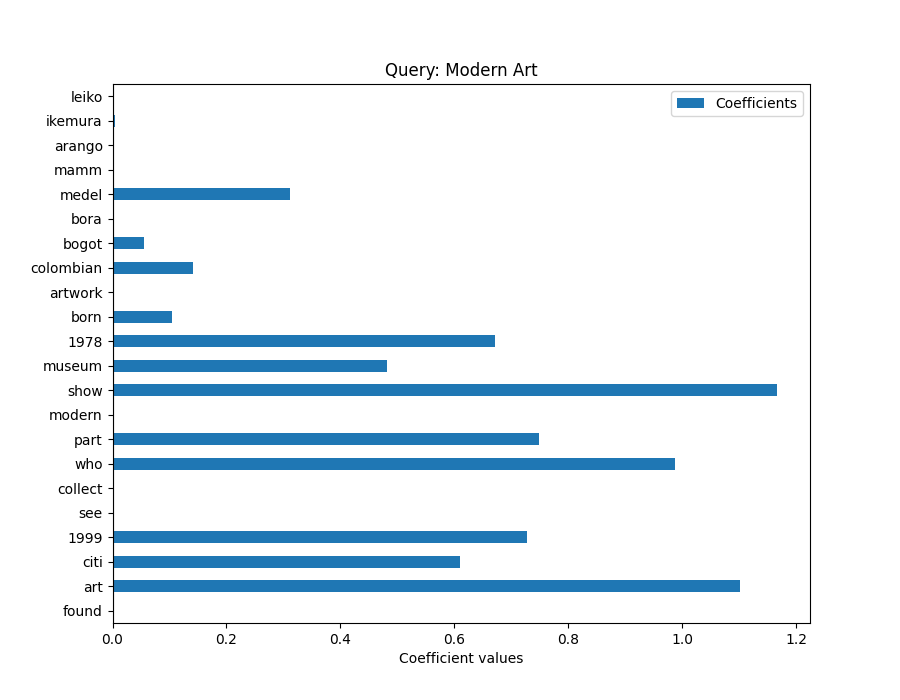 Query: Modern Art
Coefficients
leiko
ikemura
arango
mamm
medel
bora
bogot
colombian
artwork
born
1978
museum
show
modern
part
who
collect
see
1999
citi
art
found
0.0 0.2 0.4 0.6 0.8 1.0 1.2
Coefficient values